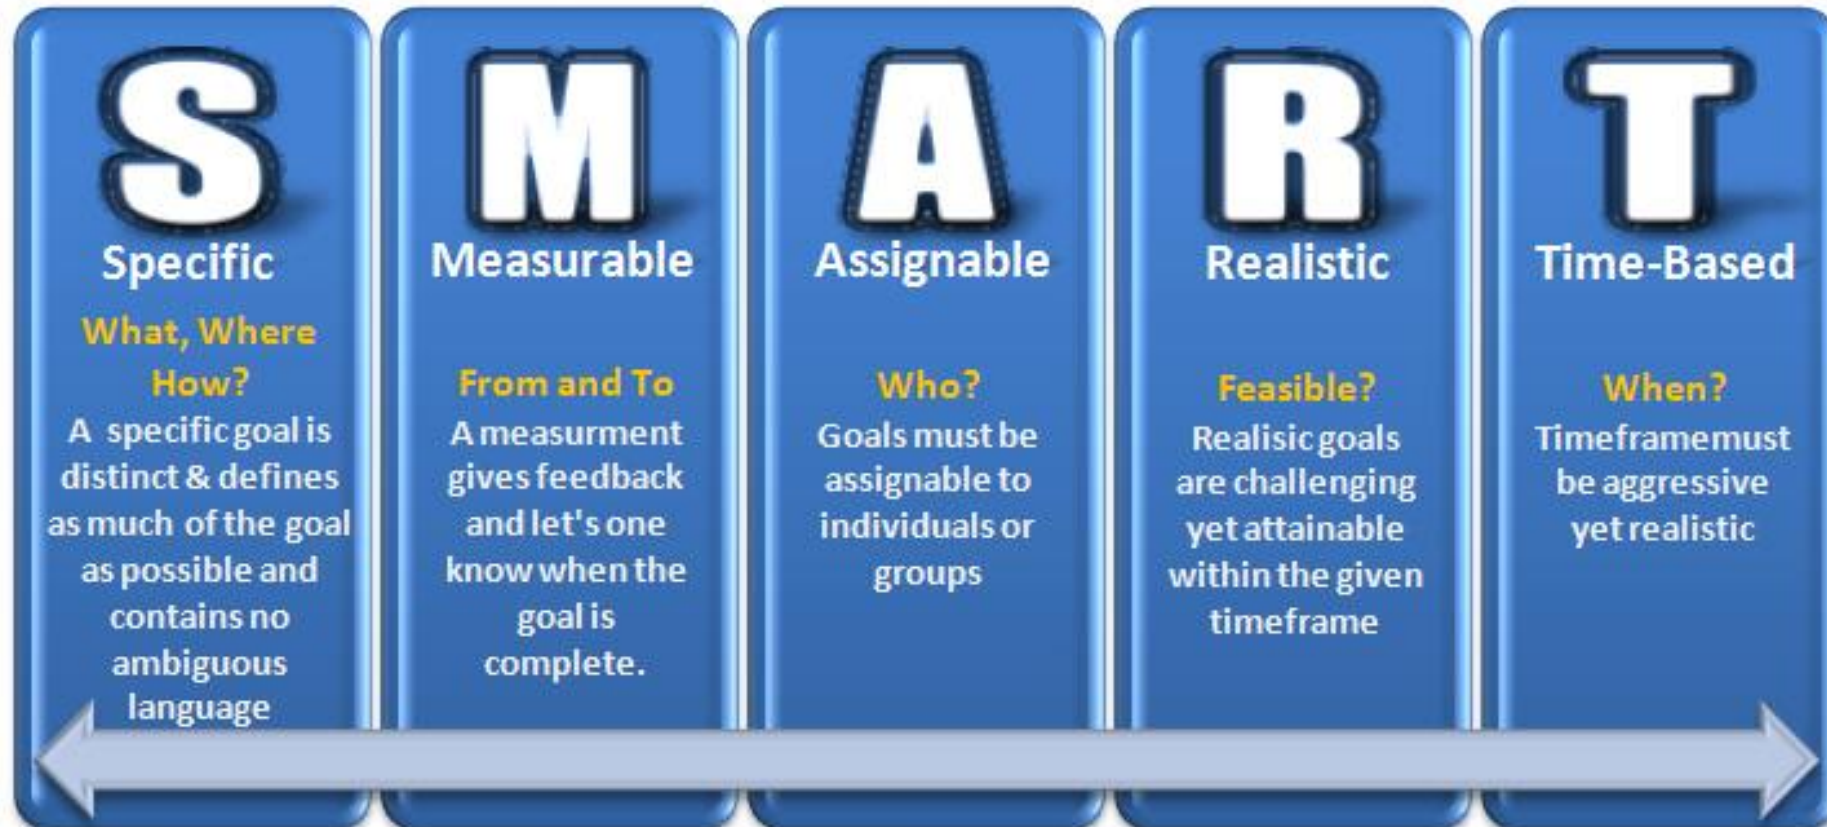 S
Specific
What, Where
How?
A specific goal is
distinct & defines
as much of the goal
as possible and
contains no
ambiguous
language
M
Measurable
From and To
A measurment
gives feedback
and let's one
know when the
goal is
complete.
A
Assignable
Who?
Goals must be
assignable to
individuals or
groups
R
Realistic
Feasible?
Realisic goals
are challenging
yet attainable
within the given
timeframe
T
Time-Based
When?
Timeframe must
be aggressive
yet realistic